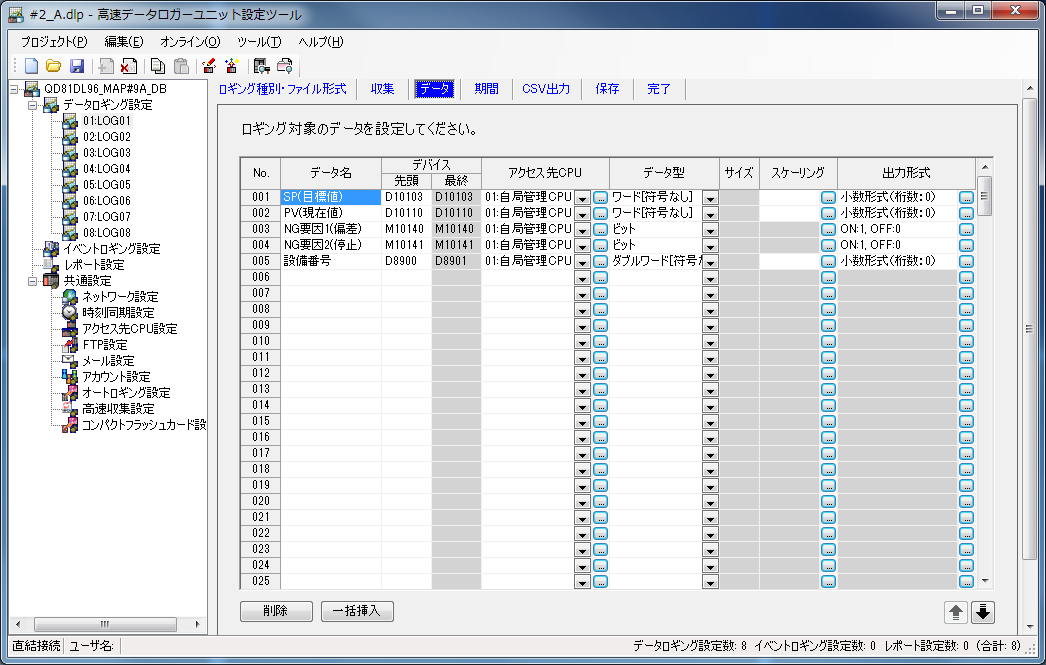 #2_A.dlp - 高速データロガーユニット設定ツール
プロジェクト(P) 編集(E) オンライン(O) ツール(T) ヘルプ(H)
QD81DL96_MAP#9A_DB
データロギング設定
01:LOG01
02:LOG02
03:LOG03
04:LOG04
05:LOG05
06:LOG06
07:LOG07
08:LOG08
イベントロギング設定
レポート設定
共通設定
ネットワーク設定
時刻同期設定
アクセス先CPU設定
FTP設定
メール設定
アカウント設定
オートロギング設定
高速収集設定
コンパクトフラッシュカード設
ロギング種別・ファイル形式 収集 データ 期間 CSV出力 保存 完了
ロギング対象のデータを設定してください。
No. データ名 デバイス アクセス先CPU データ型 サイズ スケーリング 出力形式
先頭 最終
001 SP(目標値) D10103 D10103 01:自局管理CPU ワード[符号なし] 小数形式(桁数:0)
002 PV(現在値) D10110 D10110 01:自局管理CPU ワード[符号なし] 小数形式(桁数:0)
003 NG要因1(偏差) M10140 M10140 01:自局管理CPU ビット ON:1, OFF:0
004 NG要因2(停止) M10141 M10141 01:自局管理CPU ビット ON:1, OFF:0
005 設備番号 D8900 D8901 01:自局管理CPU ダブルワード[符号な 小数形式(桁数:0)
006
007
008
009
010
011
012
013
014
015
016
017
018
019
020
021
022
023
024
025
削除 一括挿入
直結接続 ユーザ名: データロギング設定数: 8 イベントロギング設定数: 0 レポート設定数: 0 (合計: 8)